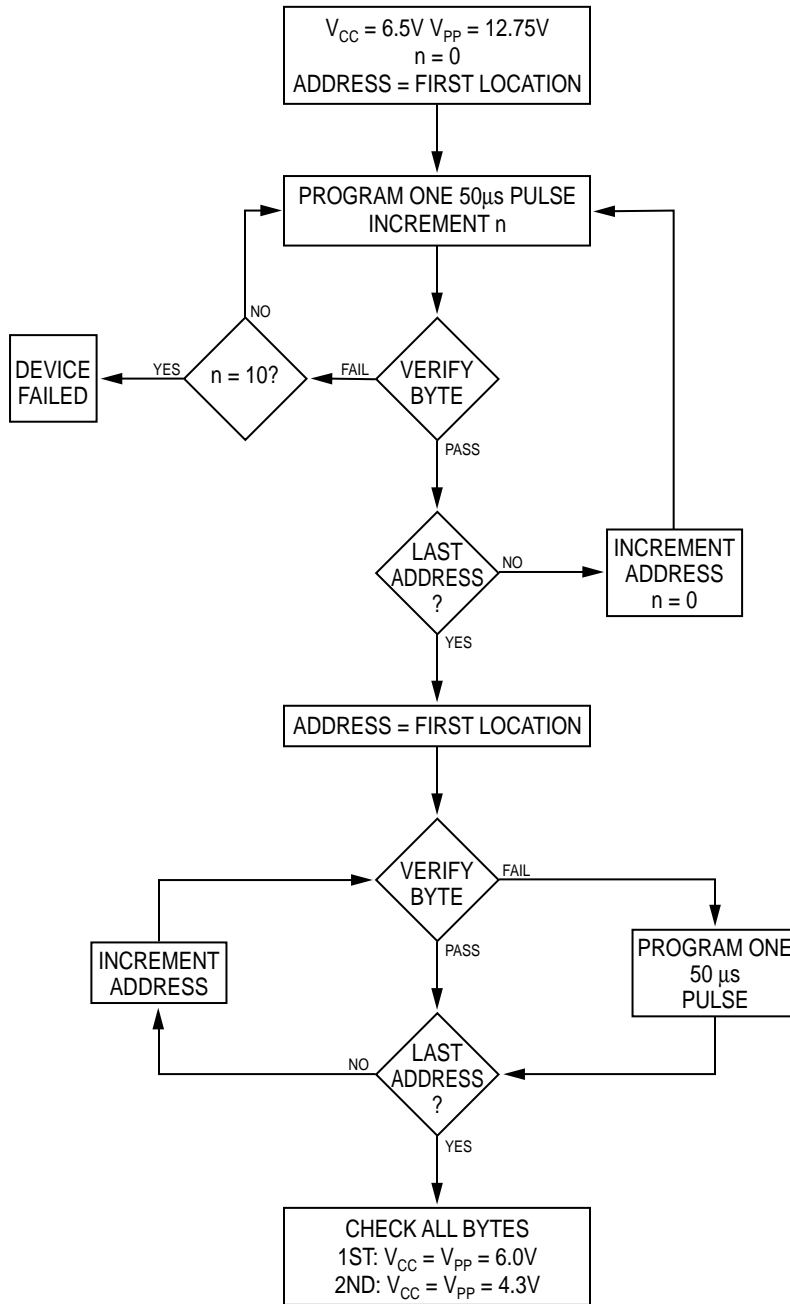 V_CC = 6.5V V_PP = 12.75V
n = 0
ADDRESS = FIRST LOCATION
PROGRAM ONE 50μs PULSE
INCREMENT n
NO
DEVICE
FAILED
YES
n = 10?
FAIL
VERIFY
BYTE
PASS
LAST
ADDRESS
?
NO
INCREMENT
ADDRESS
n = 0
YES
ADDRESS = FIRST LOCATION
VERIFY
BYTE
FAIL
PASS
INCREMENT
ADDRESS
PROGRAM ONE
50 μs
PULSE
NO
LAST
ADDRESS
?
YES
CHECK ALL BYTES
1ST: V_CC = V_PP = 6.0V
2ND: V_CC = V_PP = 4.3V